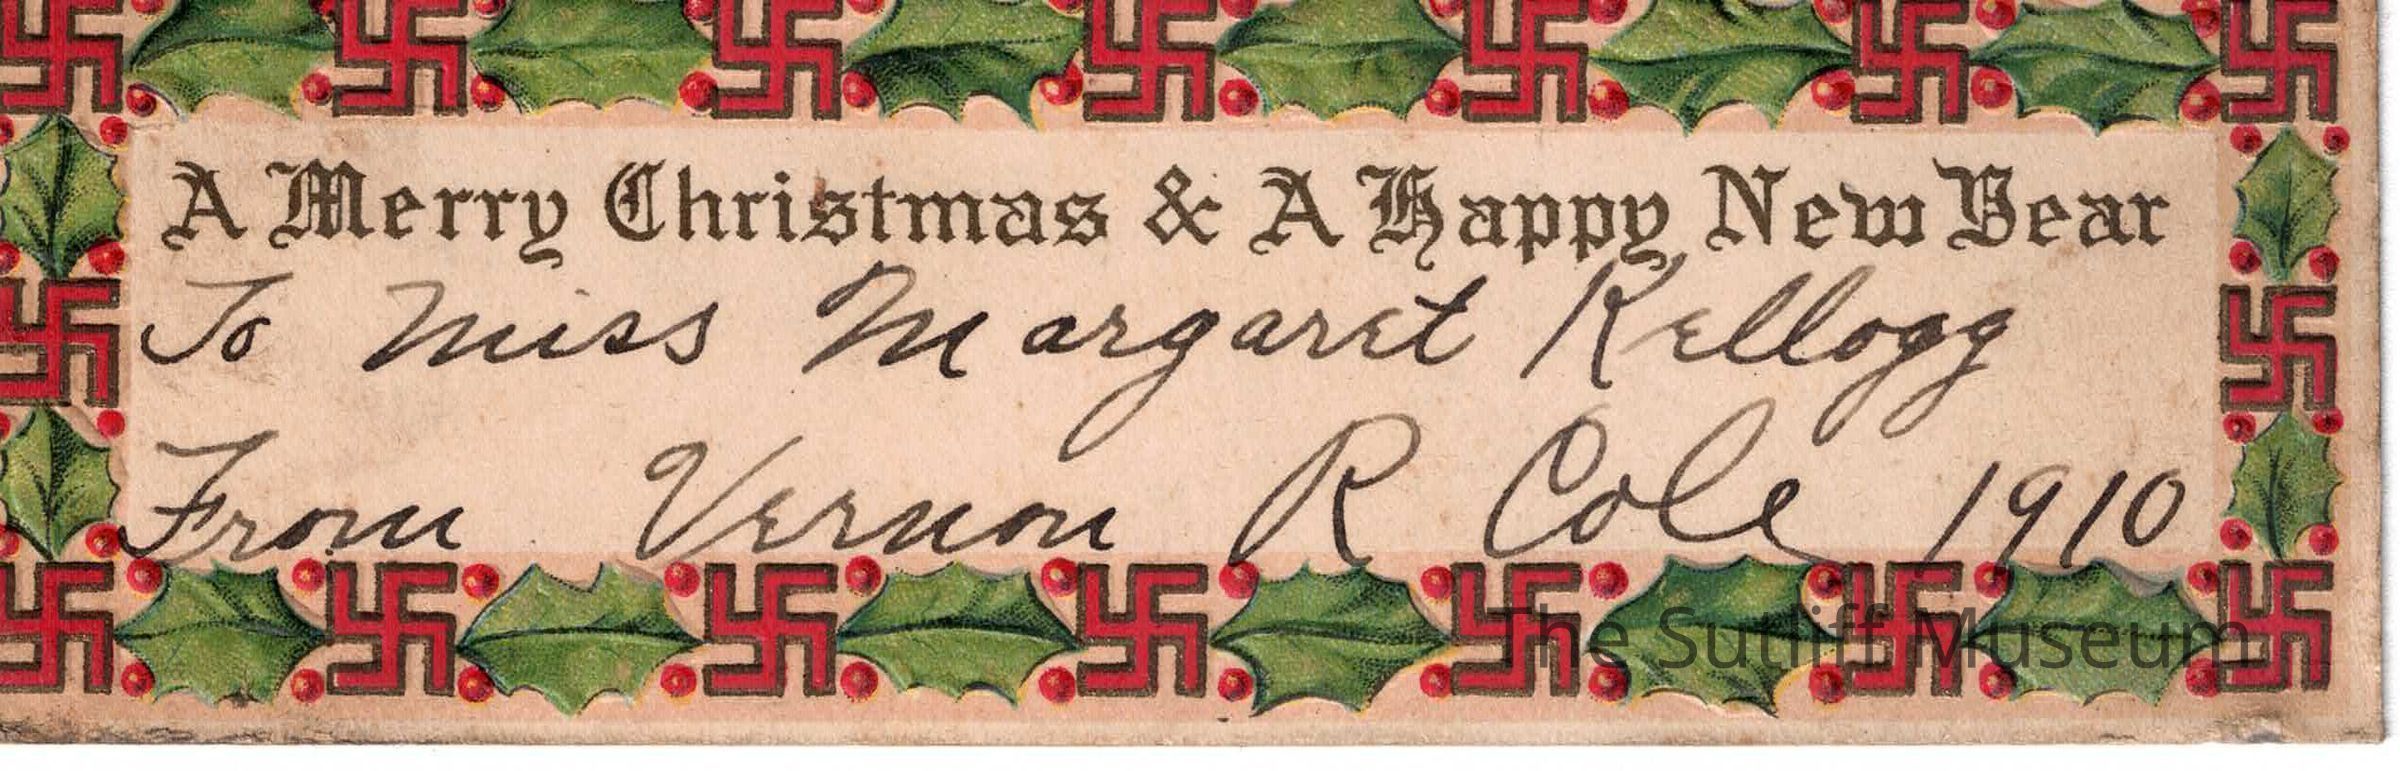 A Merry Christmas & A Happy New Year
To Miss Margaret Kellogg
From Vernon R Cole 1910
The Sutliff Museum